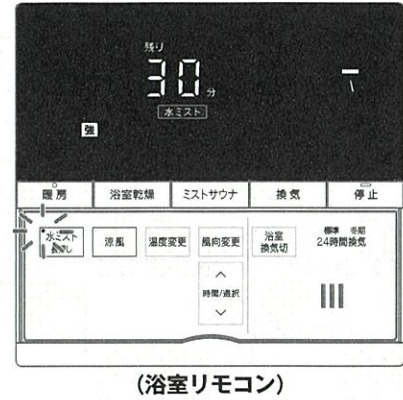 残り
30分
水ミスト
強
暖房 浴室乾燥 ミストサウナ 換気 停止
水ミスト 涼風 温度変更 風向変更 浴室 標準 冬期
長押し 換気切 24時間換気
時間/選択
(浴室リモコン)